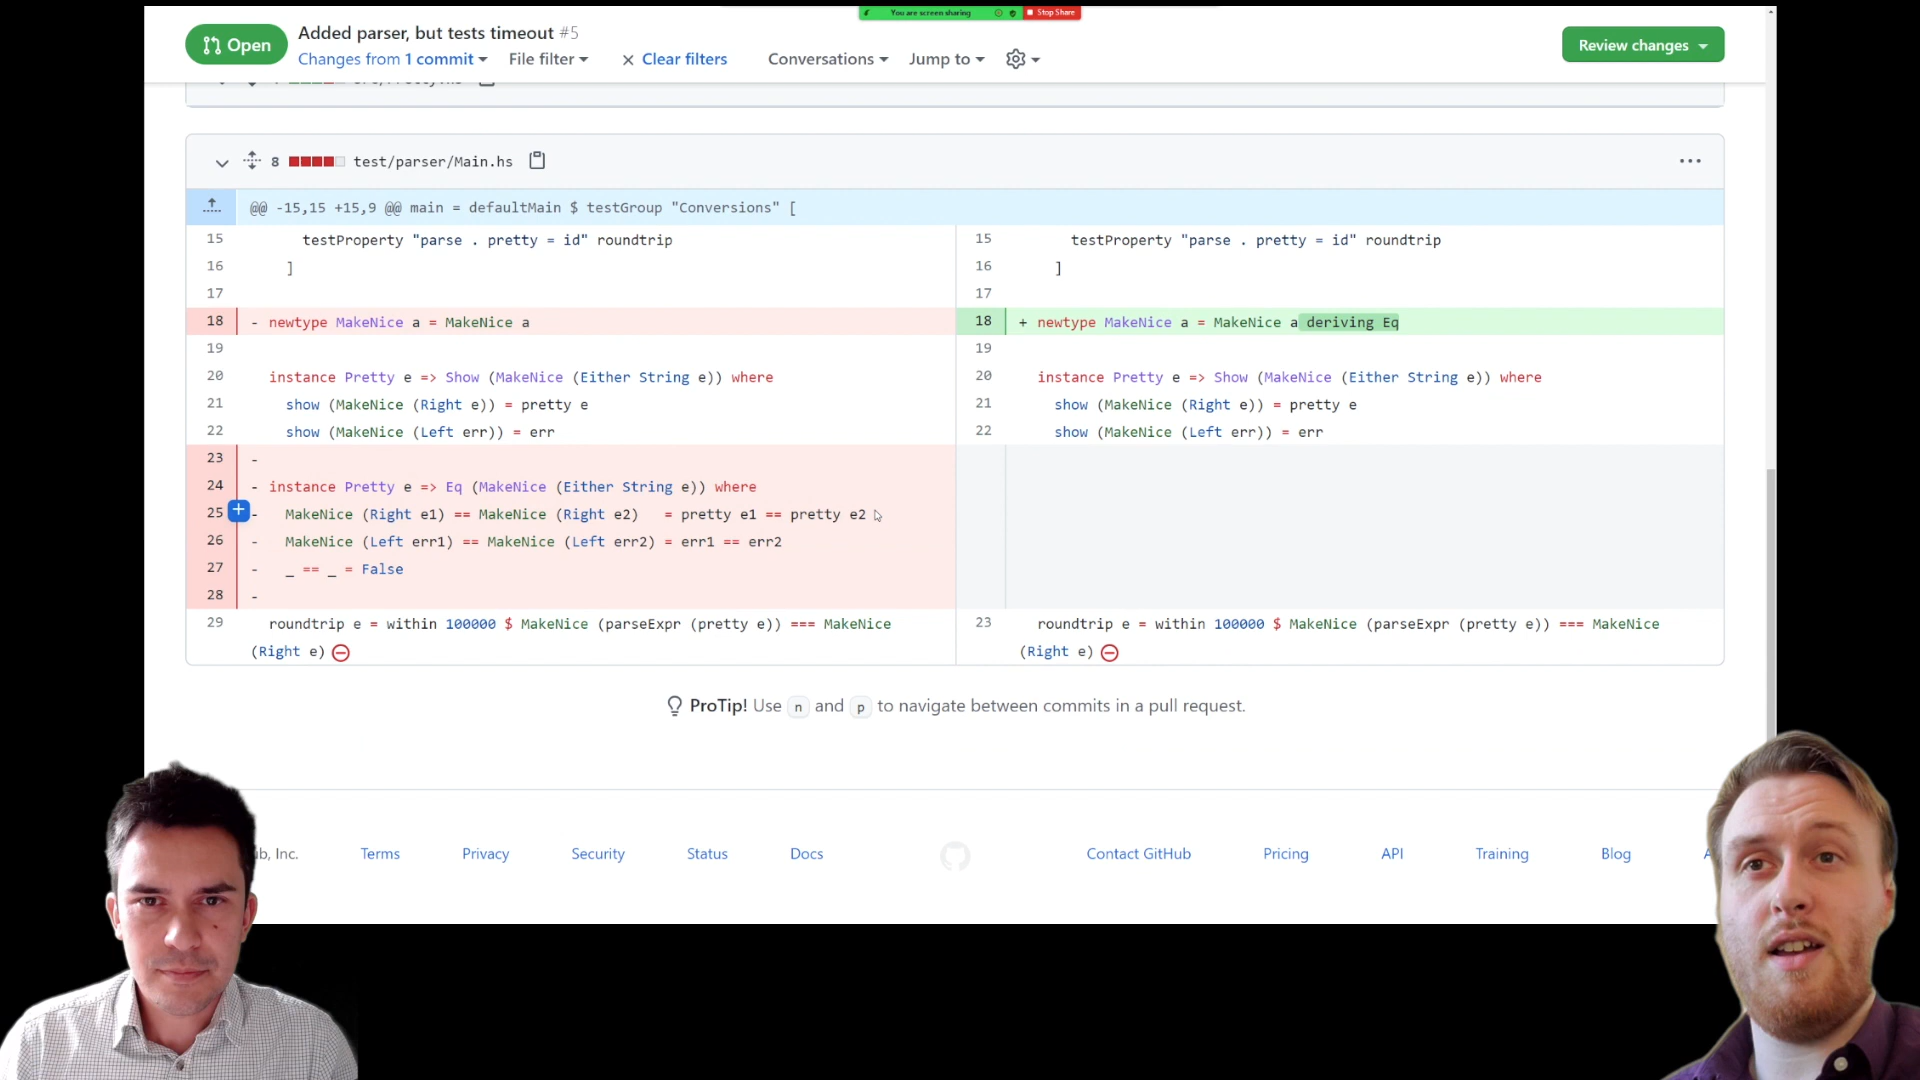 You are screen sharing Stop Share
Open
Added parser, but tests timeout #5
Changes from 1 commit File filter Clear filters Conversations Jump to
Review changes
8 test/parser/Main.hs
@@ -15,15 +15,9 @@ main = defaultMain $ testGroup "Conversions" [
15 testProperty "parse . pretty = id" roundtrip
16 ]
17
18 - newtype MakeNice a = MakeNice a
19
20 instance Pretty e => Show (MakeNice (Either String e)) where
21 show (MakeNice (Right e)) = pretty e
22 show (MakeNice (Left err)) = err
23 -
24 - instance Pretty e => Eq (MakeNice (Either String e)) where
25 - MakeNice (Right e1) == MakeNice (Right e2) = pretty e1 == pretty e2
26 - MakeNice (Left err1) == MakeNice (Left err2) = err1 == err2
27 - _ == _ = False
28 -
29 roundtrip e = within 100000 $ MakeNice (parseExpr (pretty e)) === MakeNice
(Right e)
15 testProperty "parse . pretty = id" roundtrip
16 ]
17
18 + newtype MakeNice a = MakeNice a deriving Eq
19
20 instance Pretty e => Show (MakeNice (Either String e)) where
21 show (MakeNice (Right e)) = pretty e
22 show (MakeNice (Left err)) = err
23 roundtrip e = within 100000 $ MakeNice (parseExpr (pretty e)) === MakeNice
(Right e)
ProTip! Use n and p to navigate between commits in a pull request.
Inc. Terms Privacy Security Status Docs Contact GitHub Pricing API Training Blog